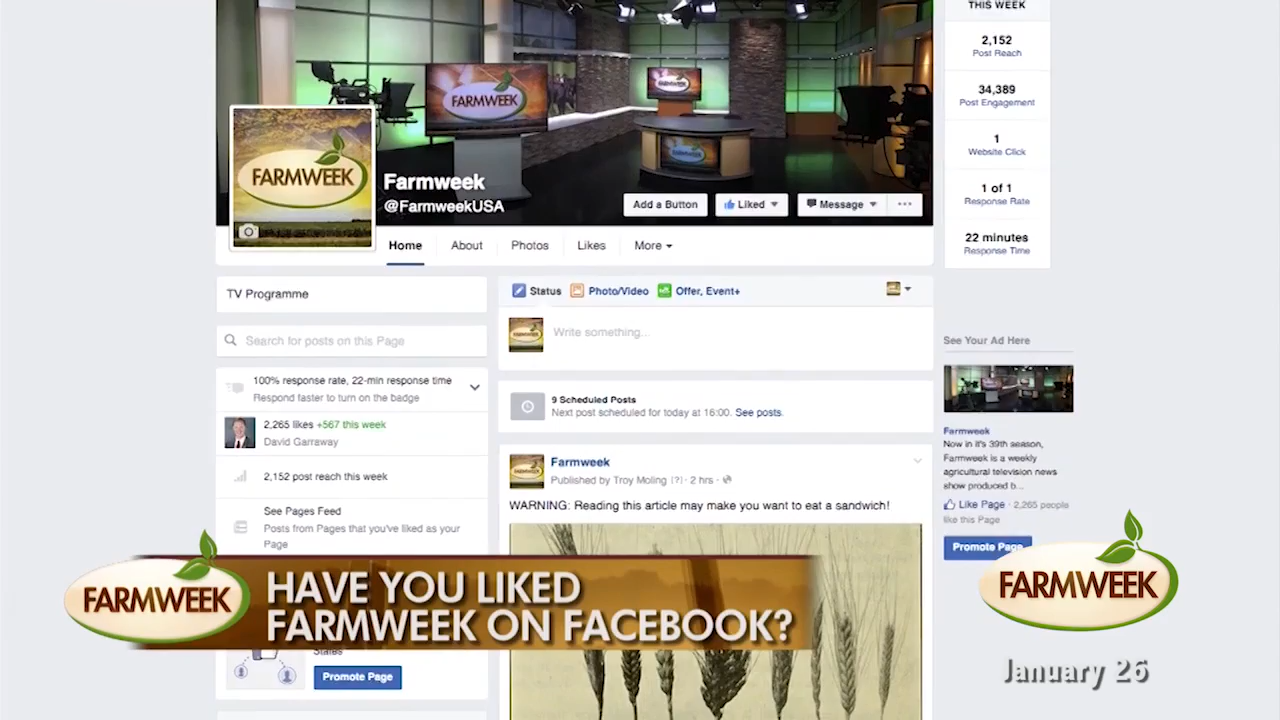 THIS WEEK
2,152
Post Reach
34,389
Post Engagement
1
Website Click
1 of 1
Response Rate
22 minutes
Response Time
FARMWEEK
FARMWEEK
Farmweek
@FarmweekUSA
Add a Button
Liked
Message
Home
About
Photos
Likes
More
TV Programme
Search for posts on this Page
100% response rate, 22-min response time
Respond faster to turn on the badge
2,265 likes +567 this week
David Garraway
2,152 post reach this week
See Pages Feed
Posts from Pages that you've liked as your
Page
States
Promote Page
Status
Photo/Video
Offer, Event+
Write something...
9 Scheduled Posts
Next post scheduled for today at 16:00. See posts.
Farmweek
Published by Troy Moling [?] · 2 hrs ·
WARNING: Reading this article may make you want to eat a sandwich!
See Your Ad Here
Farmweek
Now in it's 39th season,
Farmweek is a weekly
agricultural television news
show produced b...
Like Page · 2,265 people
like this Page
Promote Page
FARMWEEK
HAVE YOU LIKED
FARMWEEK ON FACEBOOK?
FARMWEEK
January 26